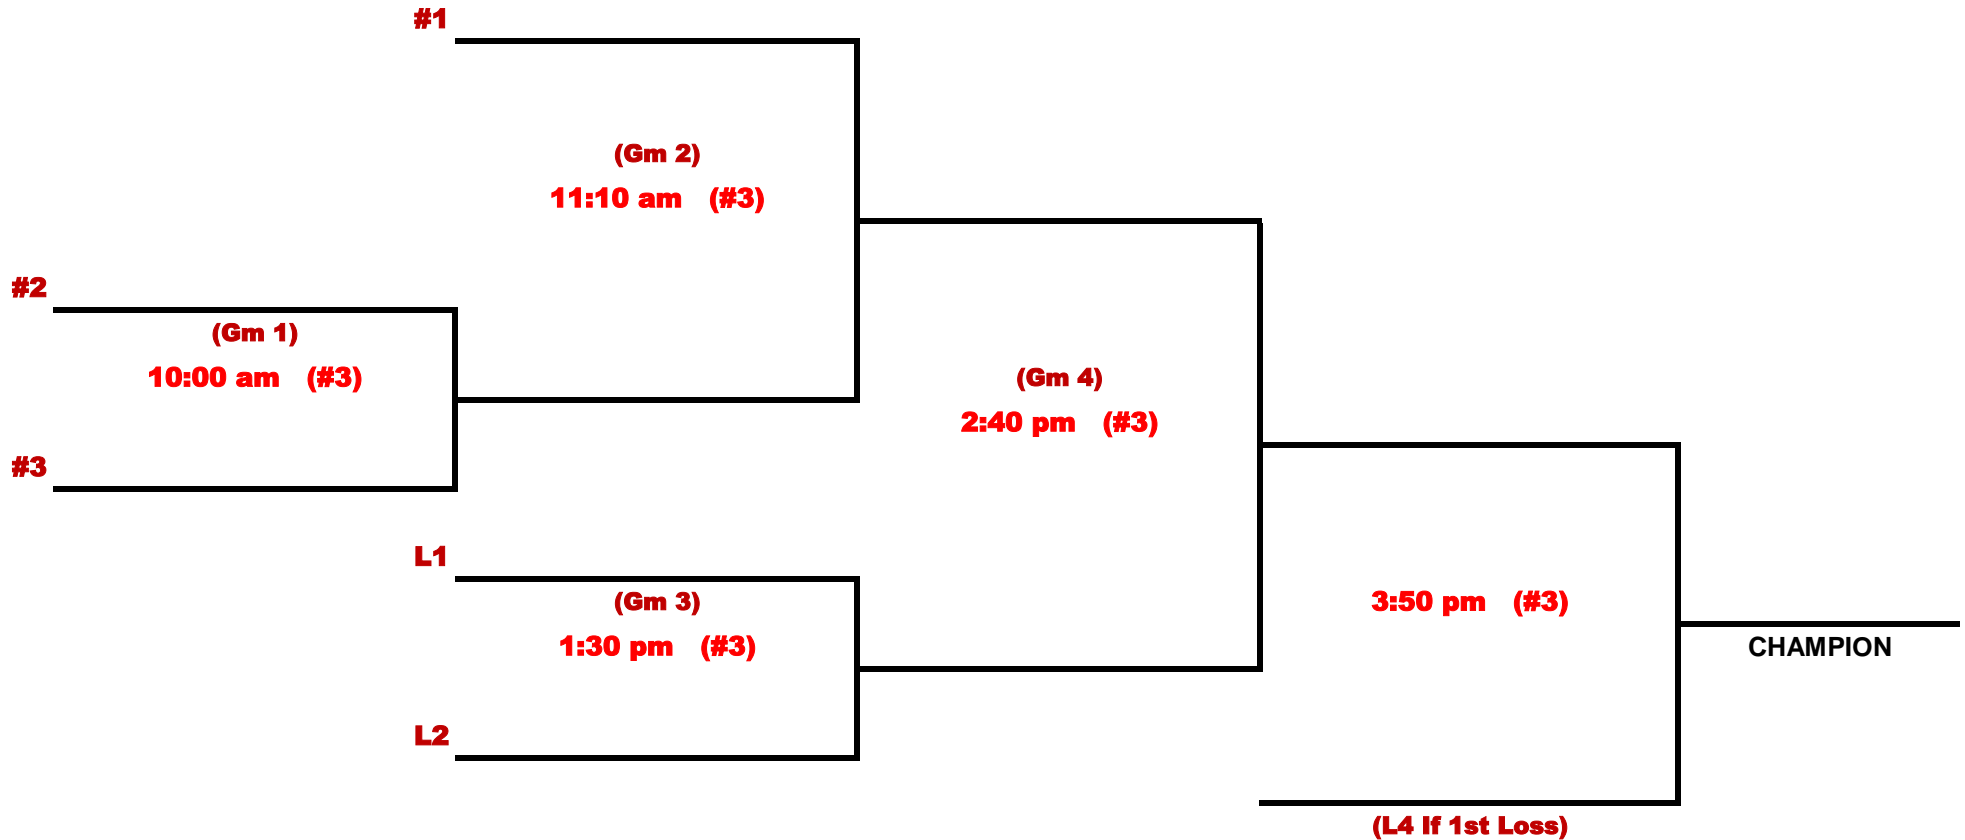 #1
(Gm 2)
11:10 am (#3)
#2
(Gm 1)
10:00 am (#3)
(Gm 4)
2:40 pm (#3)
#3
L1
(Gm 3)
3:50 pm (#3)
1:30 pm (#3)
CHAMPION
L2
(L4 If 1st Loss)